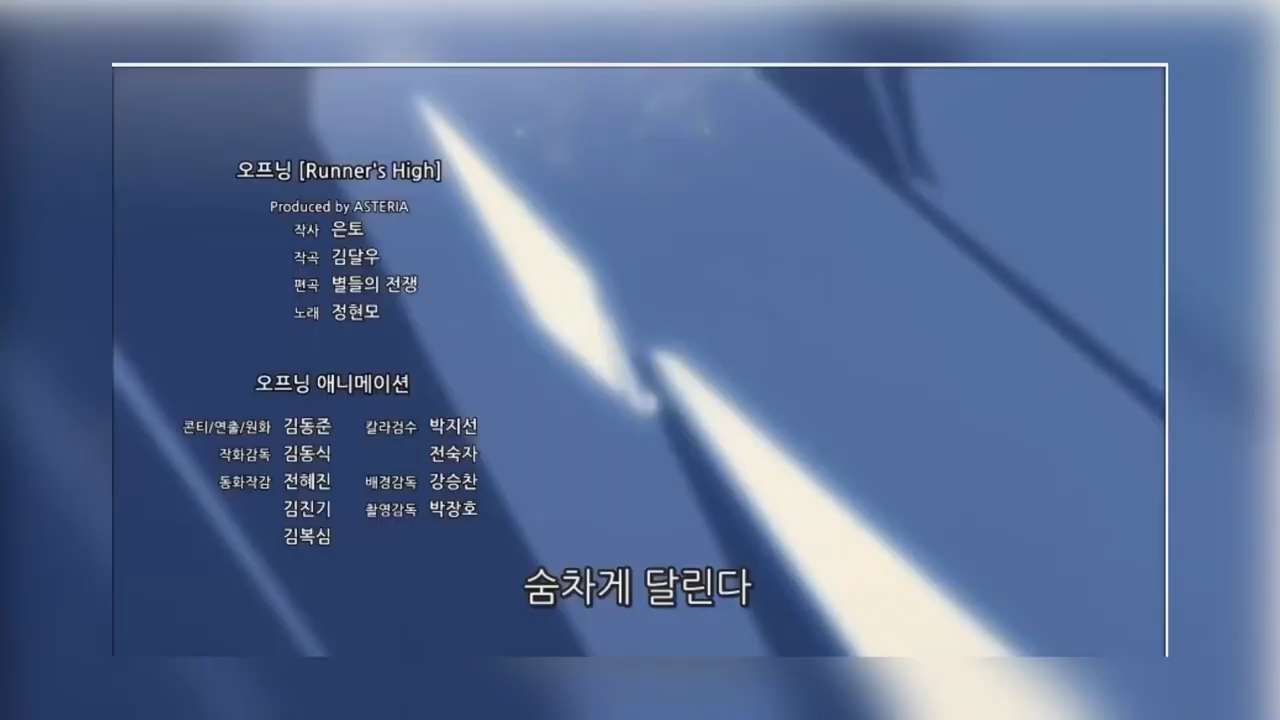 오프닝 [Runner's High]
Produced by ASTERIA
작사 은토
작곡 김달우
편곡 별들의 전쟁
노래 정현모
오프닝 애니메이션
콘티/연출/원화 김동준 칼라검수 박지선
작화감독 김동식 전숙자
동화작감 전혜진 배경감독 강승찬
김진기 촬영감독 박장호
김복심
숨차게 달린다